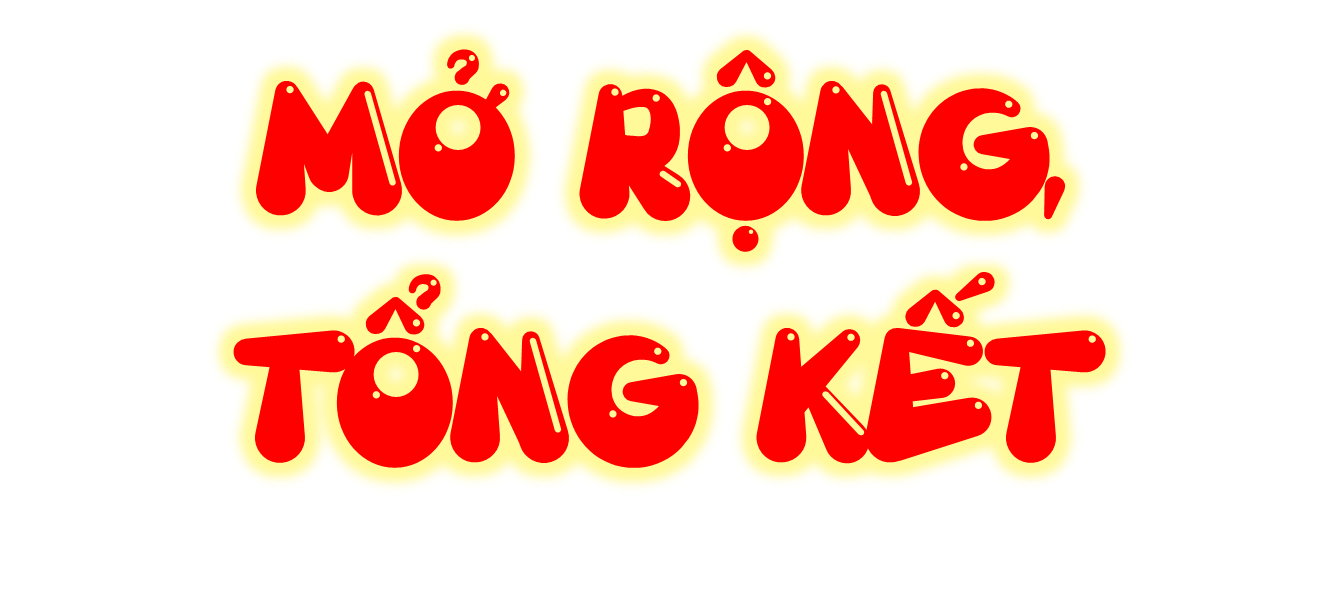 MỞ RỘNG,
TỔNG KẾT